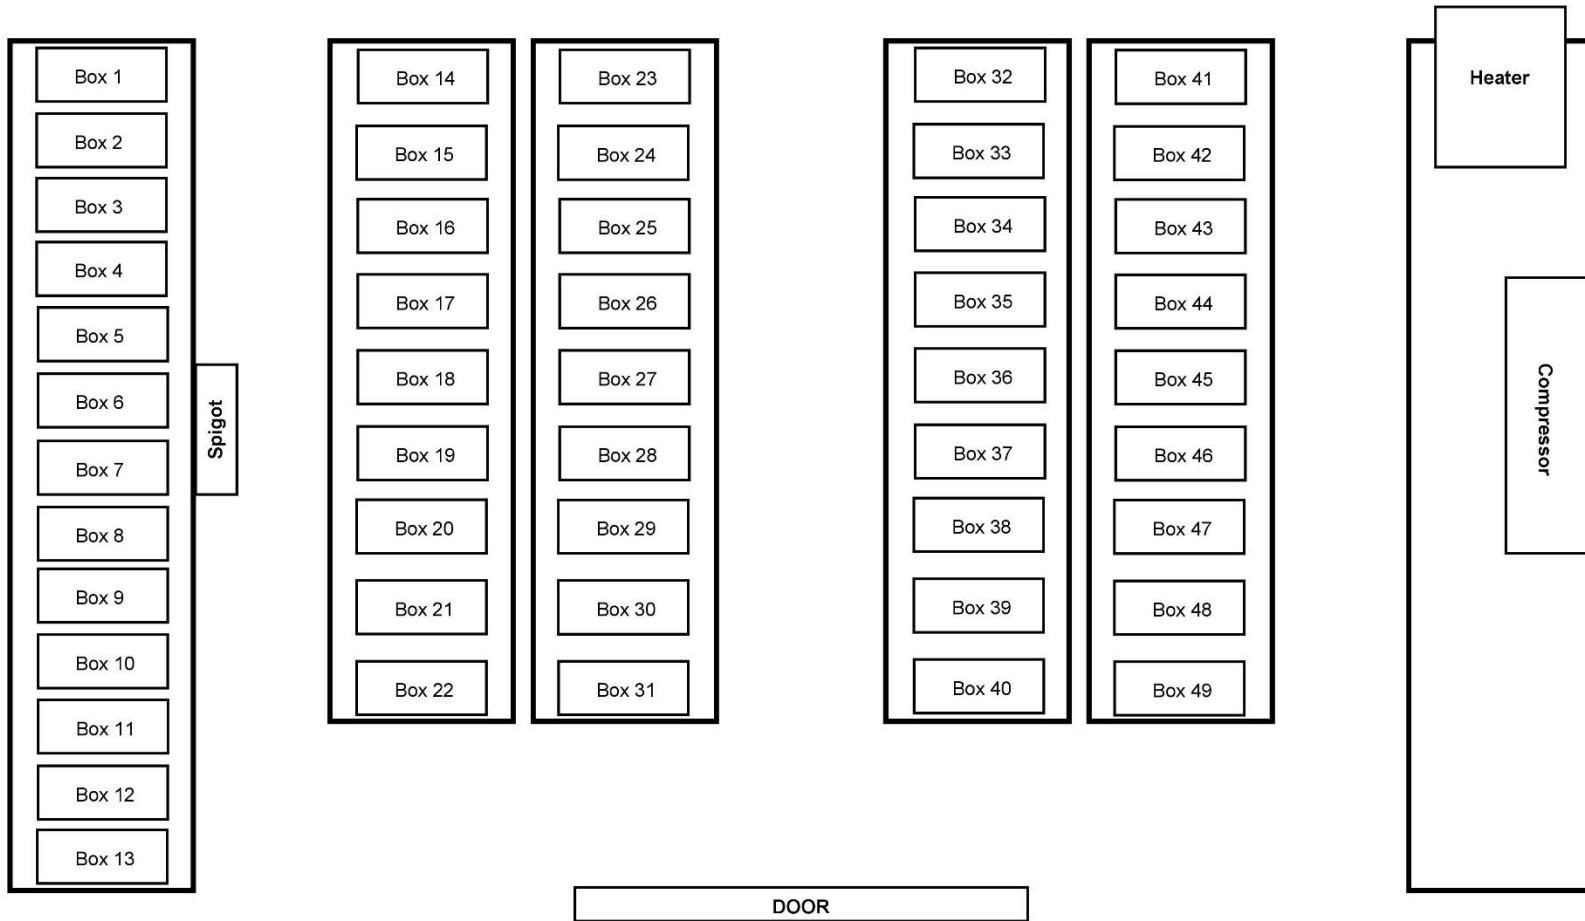 Box 1
Box 2
Box 3
Box 4
Box 5
Box 6
Box 7
Box 8
Box 9
Box 10
Box 11
Box 12
Box 13
Spigot
Box 14
Box 15
Box 16
Box 17
Box 18
Box 19
Box 20
Box 21
Box 22
Box 23
Box 24
Box 25
Box 26
Box 27
Box 28
Box 29
Box 30
Box 31
Box 32
Box 33
Box 34
Box 35
Box 36
Box 37
Box 38
Box 39
Box 40
Box 41
Box 42
Box 43
Box 44
Box 45
Box 46
Box 47
Box 48
Box 49
Heater
Compressor
DOOR